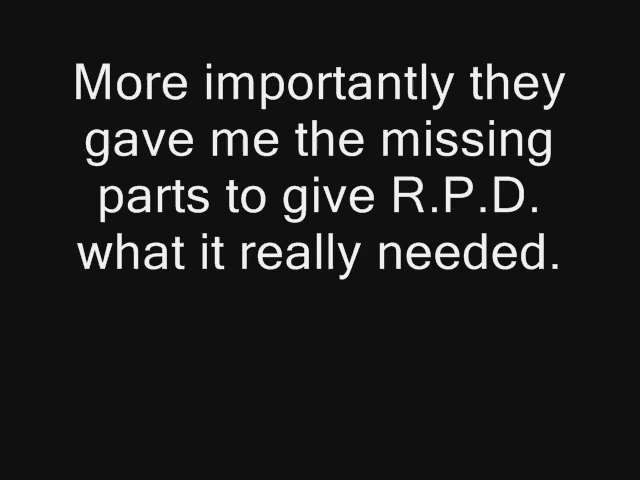 More importantly they
gave me the missing
parts to give R.P.D.
what it really needed.